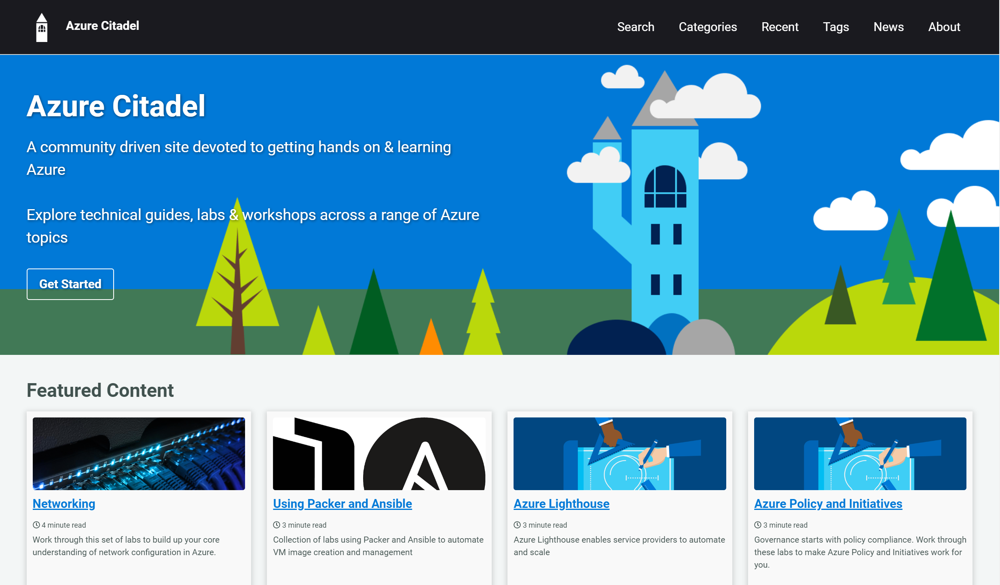 Azure Citadel
Search
Categories
Recent
Tags
News
About
Azure Citadel
A community driven site devoted to getting hands on & learning
Azure
Explore technical guides, labs & workshops across a range of Azure
topics
Get Started
Featured Content
Networking
4 minute read
Work through this set of labs to build up your core
understanding of network configuration in Azure.
Using Packer and Ansible
3 minute read
Collection of labs using Packer and Ansible to automate
VM image creation and management
Azure Lighthouse
3 minute read
Azure Lighthouse enables service providers to automate
and scale
Azure Policy and Initiatives
3 minute read
Governance starts with policy compliance. Work through
these labs to make Azure Policy and Initiatives work for
you.